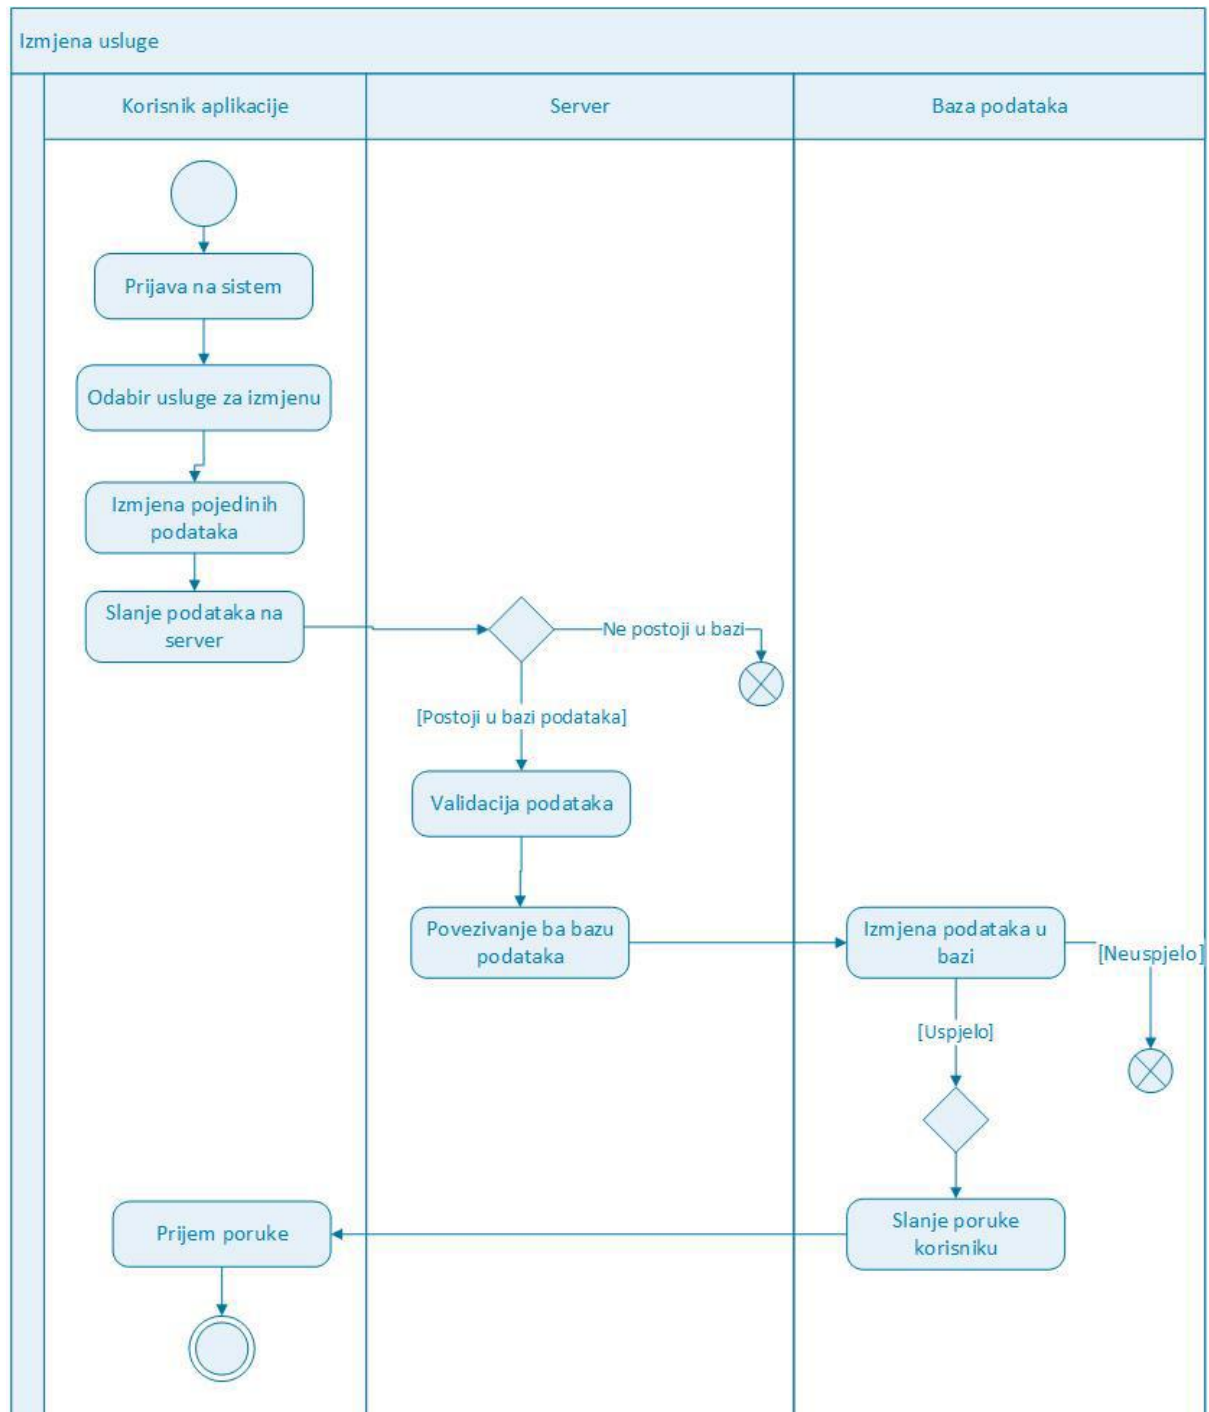 Izmjena usluge
Korisnik aplikacije
Server
Baza podataka
Prijava na sistem
Odabir usluge za izmjenu
Izmjena pojedinih
podataka
Slanje podataka na
server
Ne postoji u bazi
[Postoji u bazi podataka]
Validacija podataka
Povezivanje ba bazu
podataka
Izmjena podataka u
bazi
[Neuspjelo]
[Uspjelo]
Slanje poruke
korisniku
Prijem poruke